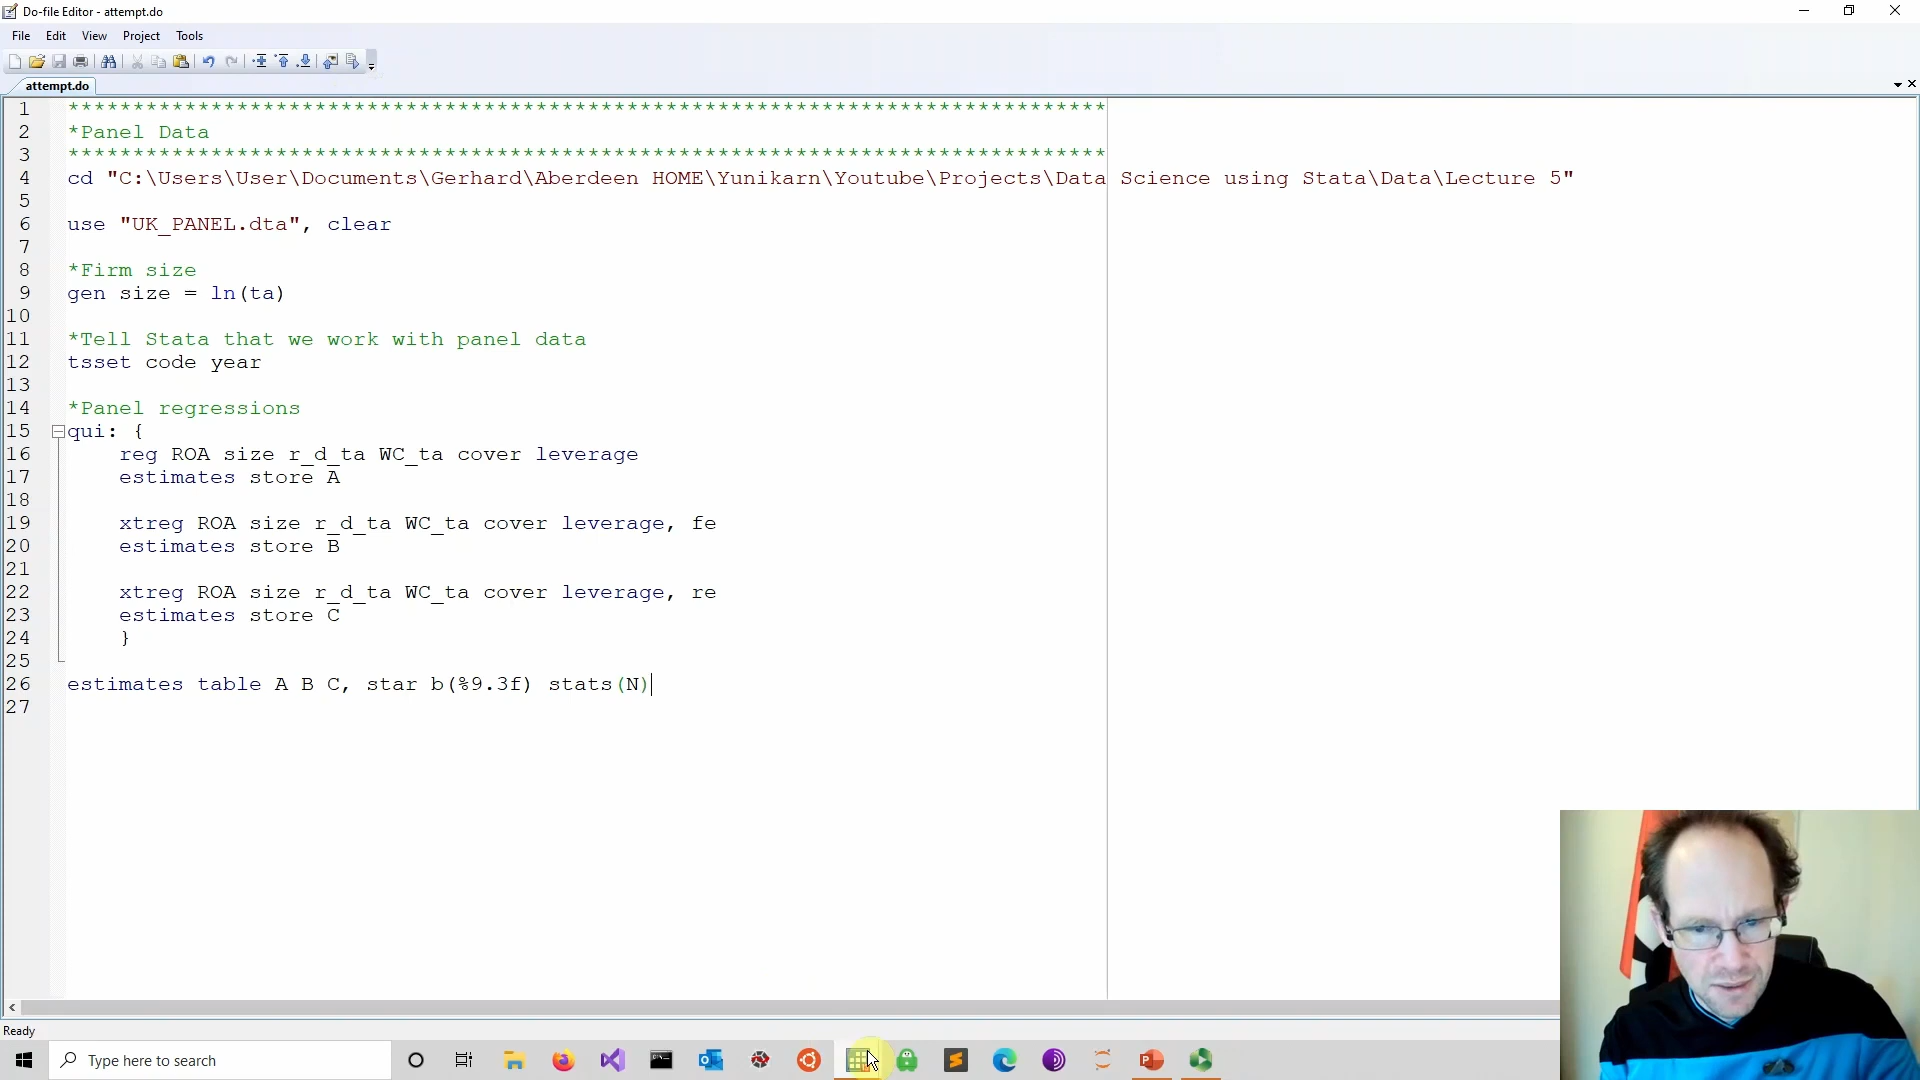 Do-file Editor - attempt.do
File Edit View Project Tools
attempt.do
1 ********************************************************************************
2 *Panel Data
3 ********************************************************************************
4 cd "C:\Users\User\Documents\Gerhard\Aberdeen HOME\Yunikarn\Youtube\Projects\Data Science using Stata\Data\Lecture 5"
5
6 use "UK_PANEL.dta", clear
7
8 *Firm size
9 gen size = ln(ta)
10
11 *Tell Stata that we work with panel data
12 tsset code year
13
14 *Panel regressions
15 qui: {
16 reg ROA size r_d_ta WC_ta cover leverage
17 estimates store A
18
19 xtreg ROA size r_d_ta WC_ta cover leverage, fe
20 estimates store B
21
22 xtreg ROA size r_d_ta WC_ta cover leverage, re
23 estimates store C
24 }
25
26 estimates table A B C, star b(%9.3f) stats(N)
27
Ready
Type here to search